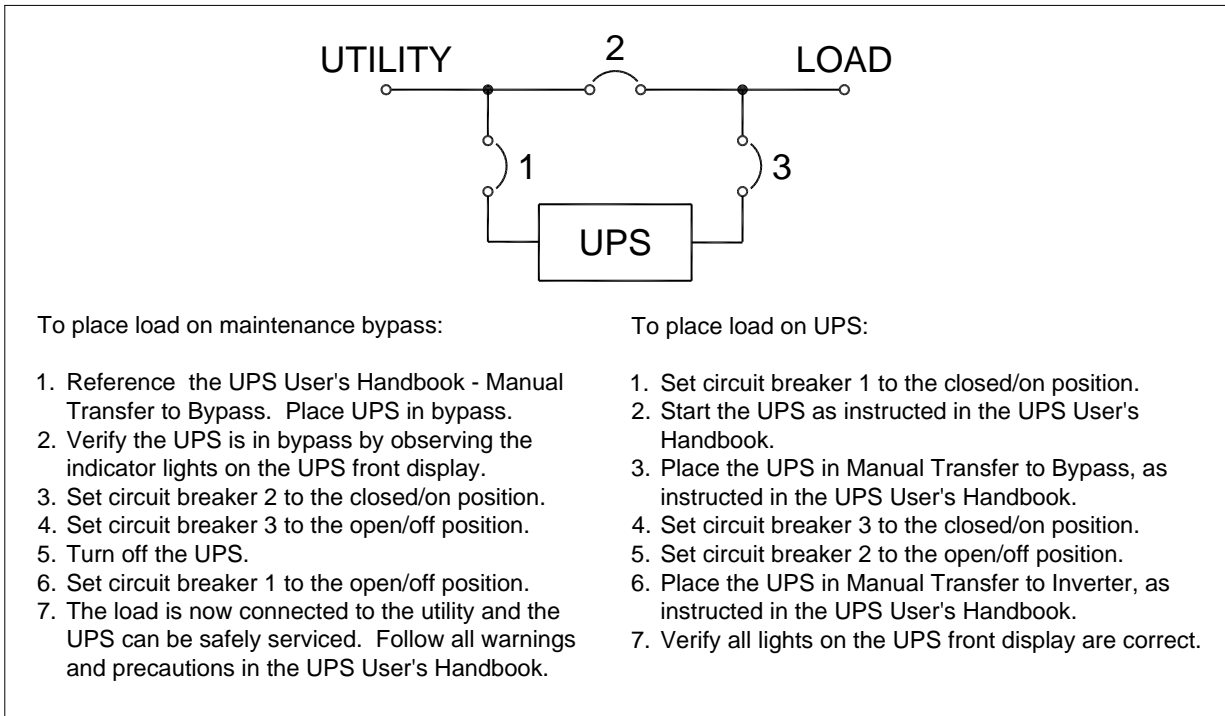 2
UTILITY
LOAD
1
3
UPS
To place load on maintenance bypass:
1. Reference  the UPS User's Handbook - Manual
Transfer to Bypass.  Place UPS in bypass.
2. Verify the UPS is in bypass by observing the
indicator lights on the UPS front display.
3. Set circuit breaker 2 to the closed/on position.
4. Set circuit breaker 3 to the open/off position.
5. Turn off the UPS.
6. Set circuit breaker 1 to the open/off position.
7. The load is now connected to the utility and the
UPS can be safely serviced.  Follow all warnings
and precautions in the UPS User's Handbook.
To place load on UPS:
1. Set circuit breaker 1 to the closed/on position.
2. Start the UPS as instructed in the UPS User's
Handbook.
3. Place the UPS in Manual Transfer to Bypass, as
instructed in the UPS User's Handbook.
4. Set circuit breaker 3 to the closed/on position.
5. Set circuit breaker 2 to the open/off position.
6. Place the UPS in Manual Transfer to Inverter, as
instructed in the UPS User's Handbook.
7. Verify all lights on the UPS front display are correct.